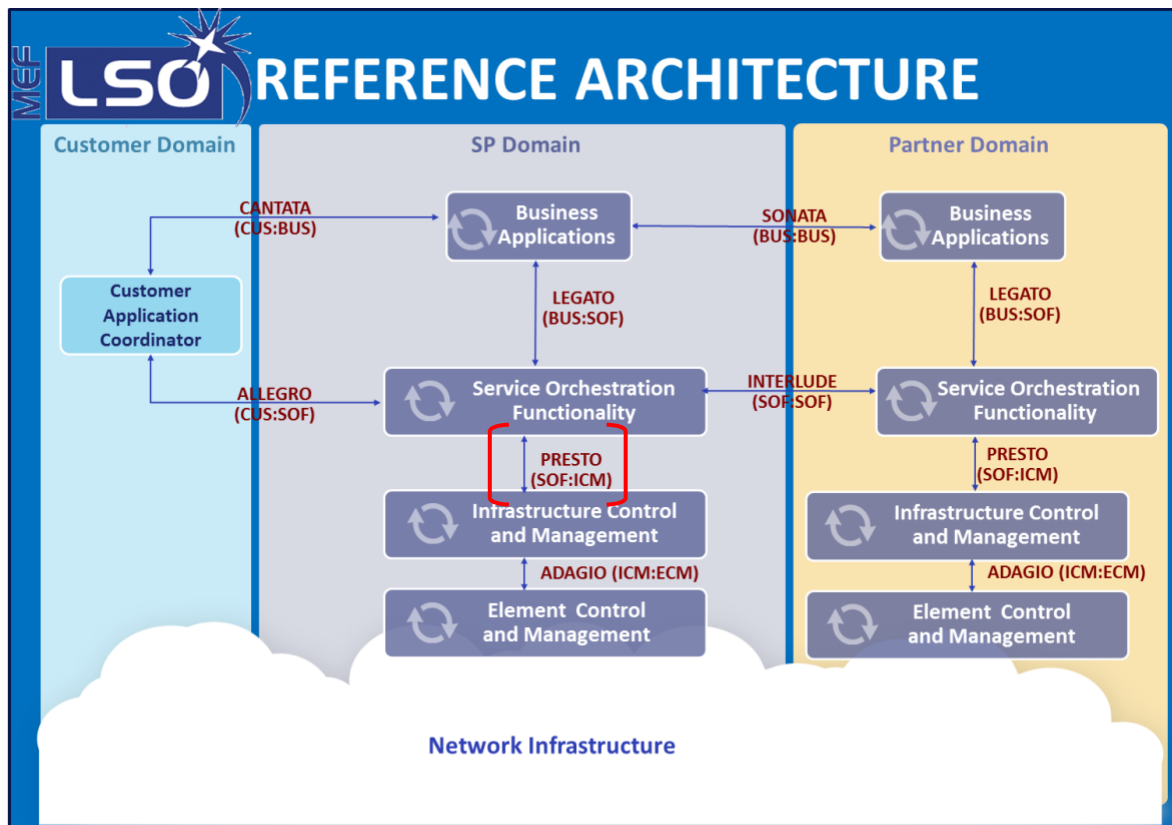 MEF
LSO
REFERENCE ARCHITECTURE
Customer Domain
SP Domain
Partner Domain
CANTATA
(CUS:BUS)
Business
Applications
SONATA
(BUS:BUS)
Business
Applications
Customer
Application
Coordinator
LEGATO
(BUS:SOF)
LEGATO
(BUS:SOF)
ALLEGRO
(CUS:SOF)
Service Orchestration
Functionality
INTERLUDE
(SOF:SOF)
Service Orchestration
Functionality
PRESTO
(SOF:ICM)
PRESTO
(SOF:ICM)
Infrastructure Control
and Management
Infrastructure Control
and Management
ADAGIO (ICM:ECM)
ADAGIO (ICM:ECM)
Element Control
and Management
Element Control
and Management
Network Infrastructure